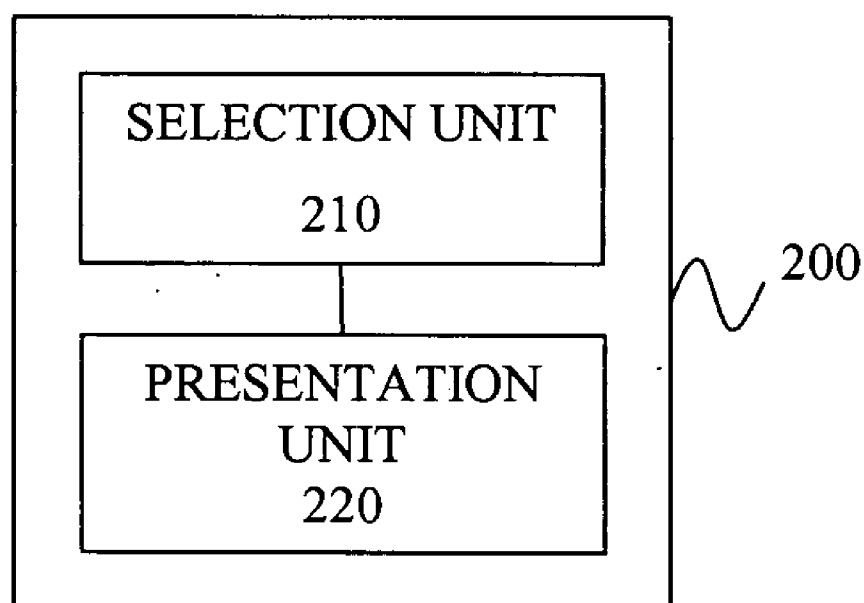 SELECTION UNIT
210
200
PRESENTATION
UNIT
220